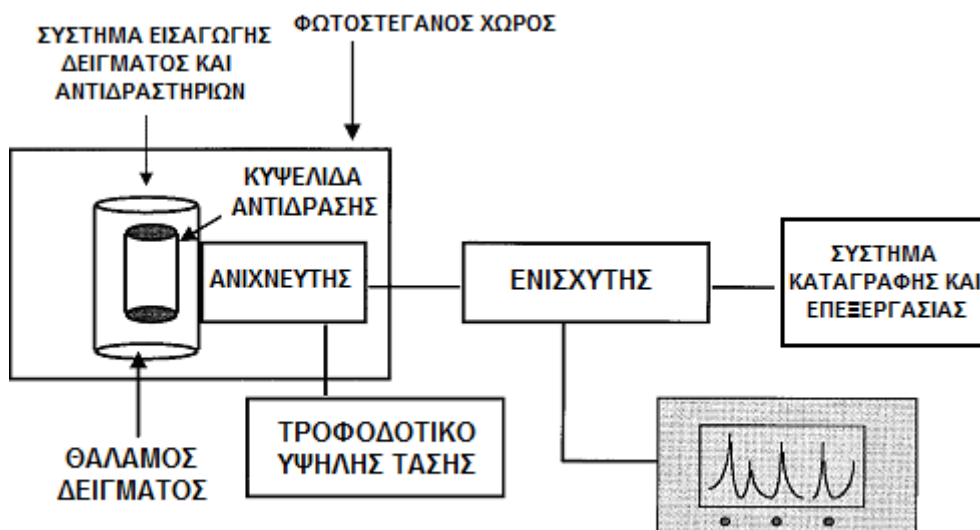 ΣΥΣΤΗΜΑ ΕΙΣΑΓΩΓΗΣ
ΔΕΙΓΜΑΤΟΣ ΚΑΙ
ΑΝΤΙΔΡΑΣΤΗΡΙΩΝ
ΦΩΤΟΣΤΕΓΑΝΟΣ ΧΩΡΟΣ
ΚΥΨΕΛΙΔΑ
ΑΝΤΙΔΡΑΣΗΣ
ΑΝΙΧΝΕΥΤΗΣ
ΕΝΙΣΧΥΤΗΣ
ΣΥΣΤΗΜΑ
ΚΑΤΑΓΡΑΦΗΣ ΚΑΙ
ΕΠΕΞΕΡΓΑΣΙΑΣ
ΤΡΟΦΟΔΟΤΙΚΟ
ΥΨΗΛΗΣ ΤΑΣΗΣ
ΘΑΛΑΜΟΣ
ΔΕΙΓΜΑΤΟΣ